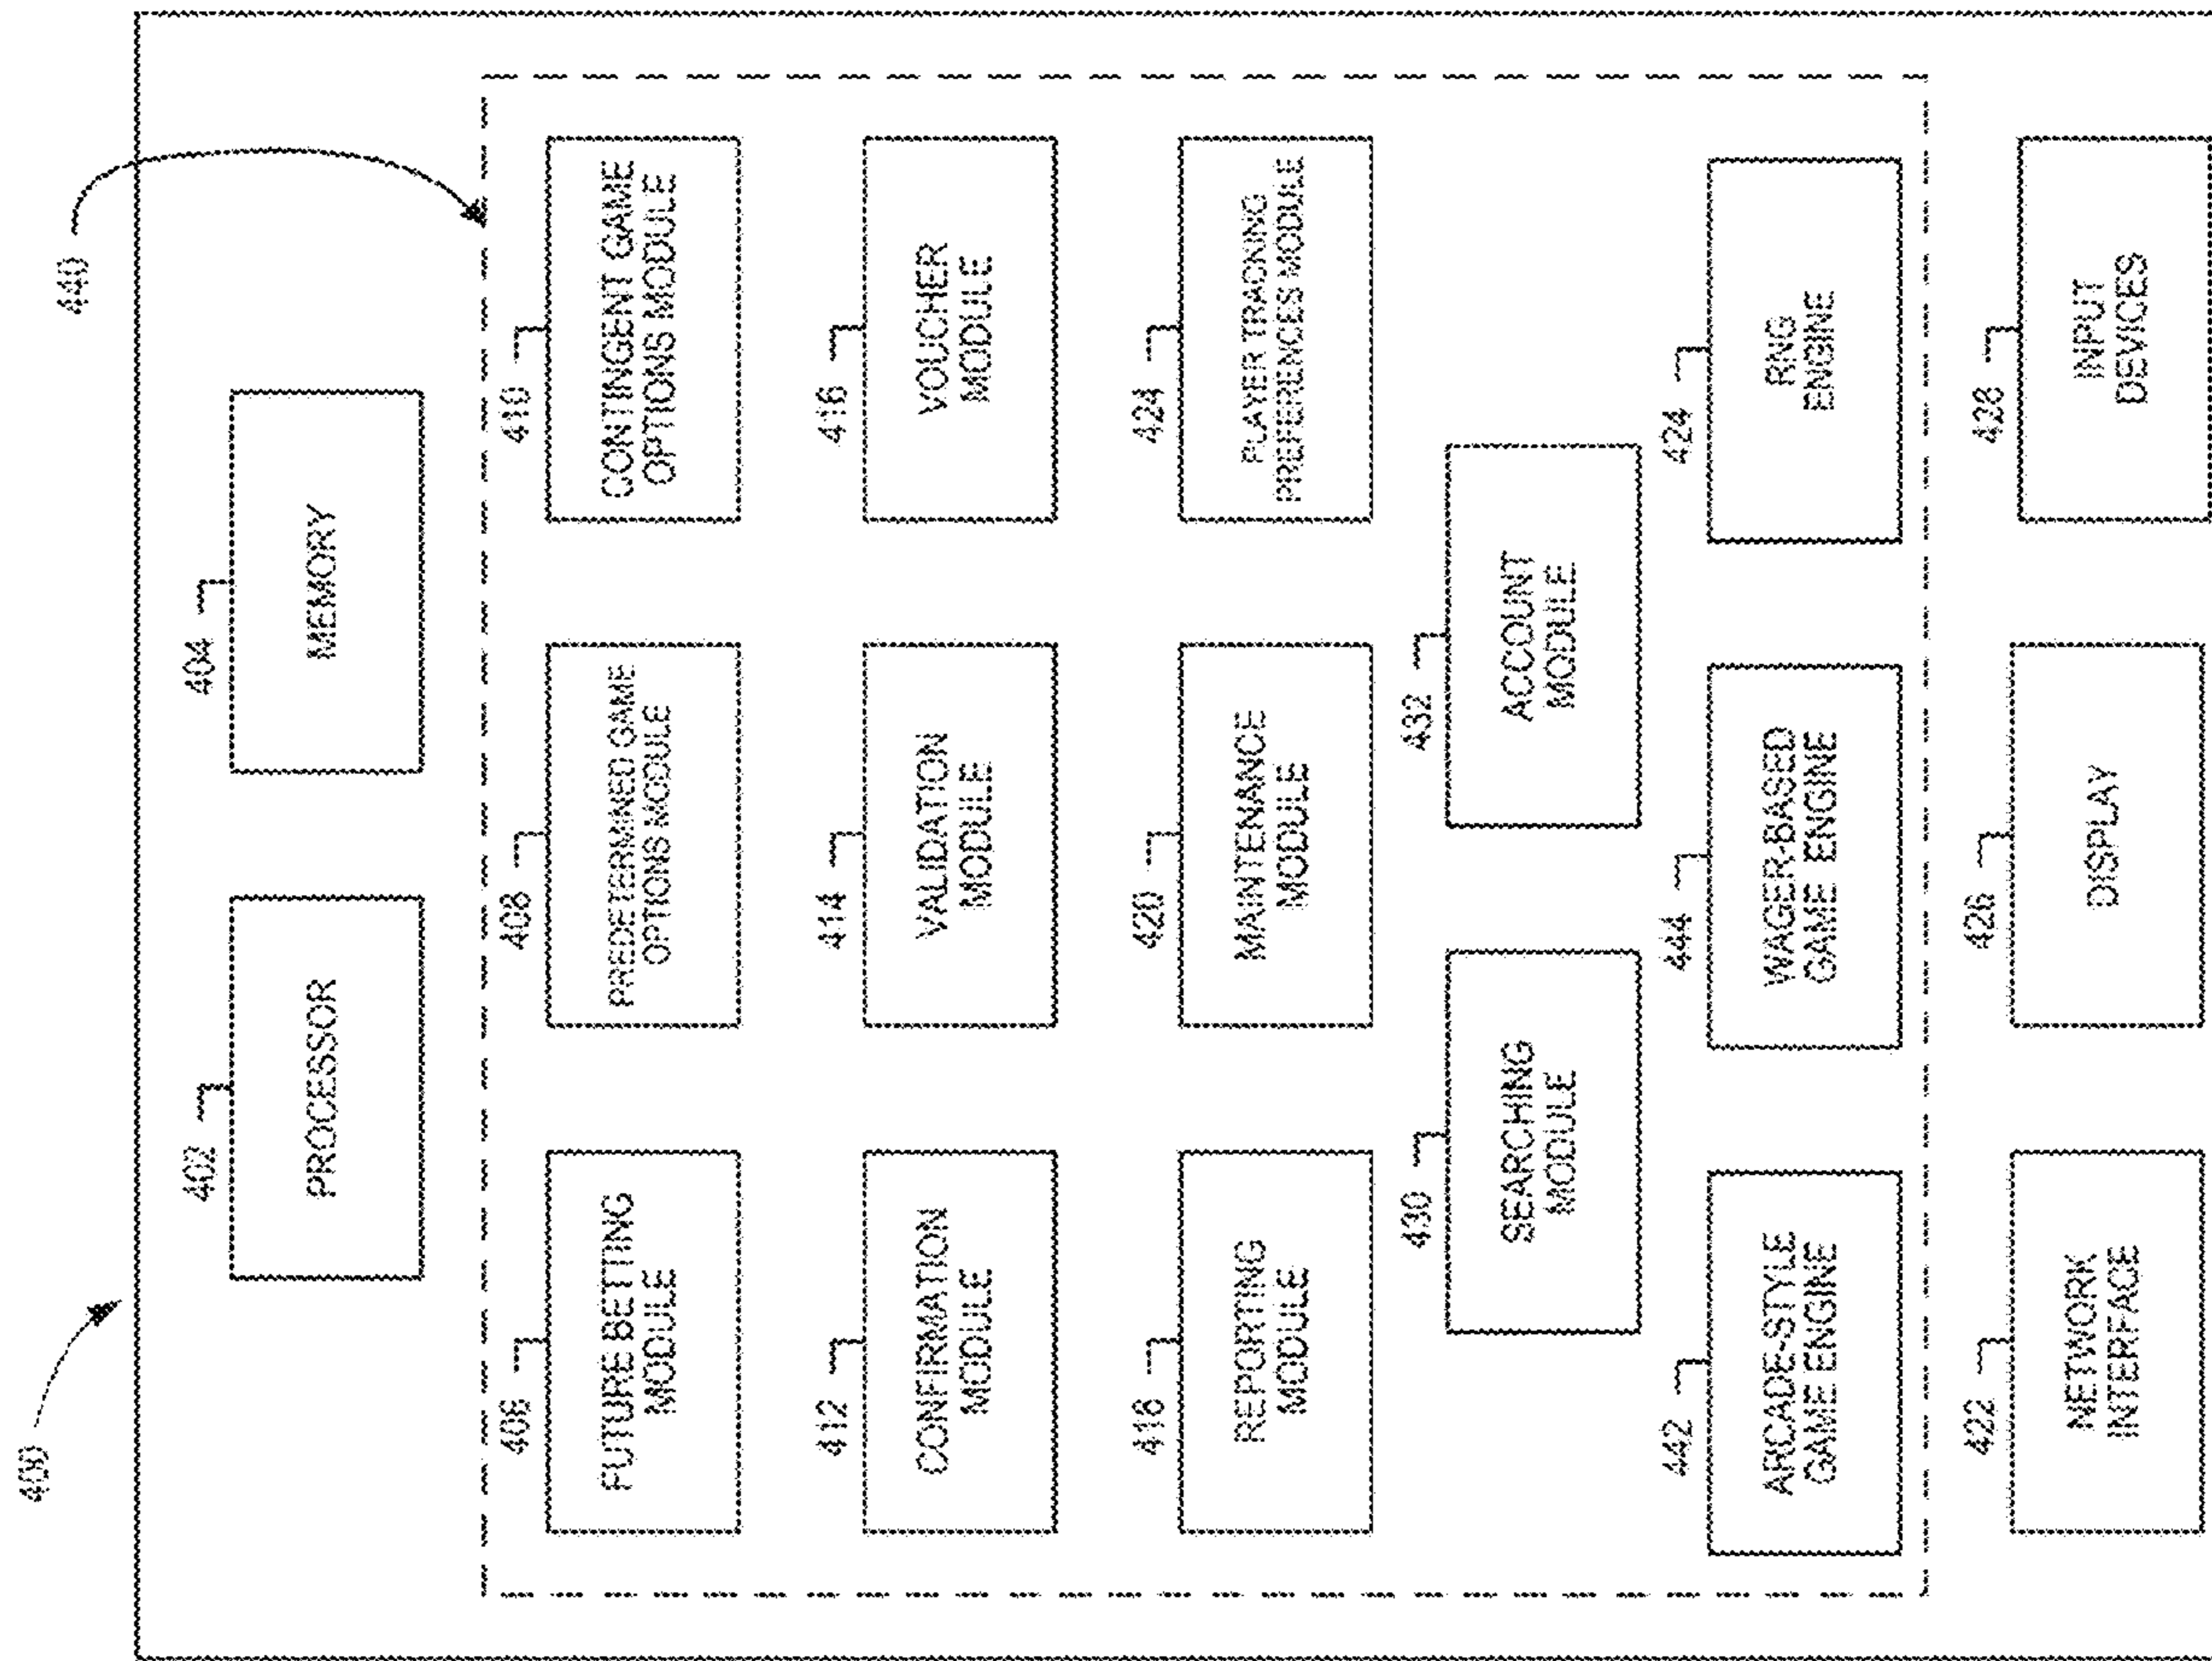 400
440
402
PROCESSOR
404
MEMORY
406
FUTURE BETTING
MODULE
408
PREDETERMINED GAME
OPTIONS MODULE
410
CONTINGENT GAME
OPTIONS MODULE
412
CONFIRMATION
MODULE
414
VALIDATION
MODULE
416
VOUCHER
MODULE
418
REPORTING
MODULE
420
MAINTENANCE
MODULE
424
PLAYER TRACKING
PREFERENCES MODULE
430
SEARCHING
MODULE
432
ACCOUNT
MODULE
442
ARCADE-STYLE
GAME ENGINE
444
WAGER-BASED
GAME ENGINE
424
RNG
ENGINE
422
NETWORK
INTERFACE
426
DISPLAY
428
INPUT
DEVICES